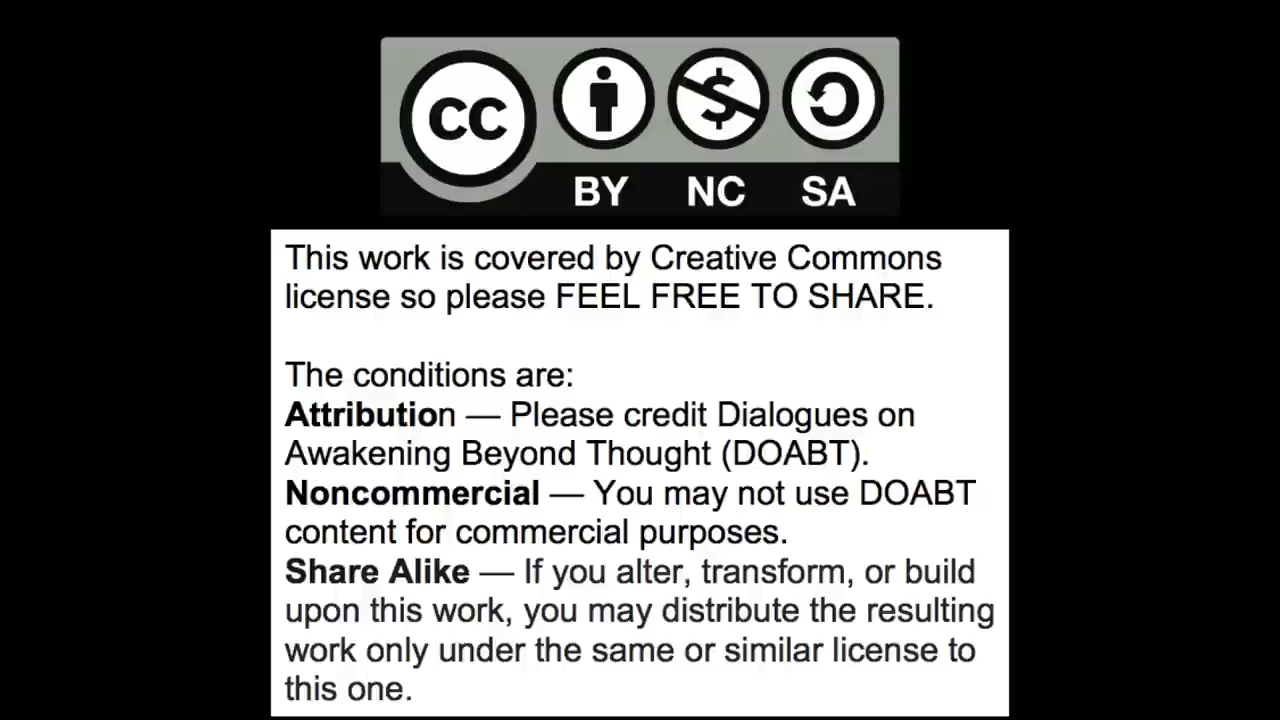 CC
BY NC SA
This work is covered by Creative Commons
license so please FEEL FREE TO SHARE.
The conditions are:
Attribution — Please credit Dialogues on
Awakening Beyond Thought (DOABT).
Noncommercial — You may not use DOABT
content for commercial purposes.
Share Alike — If you alter, transform, or build
upon this work, you may distribute the resulting
work only under the same or similar license to
this one.